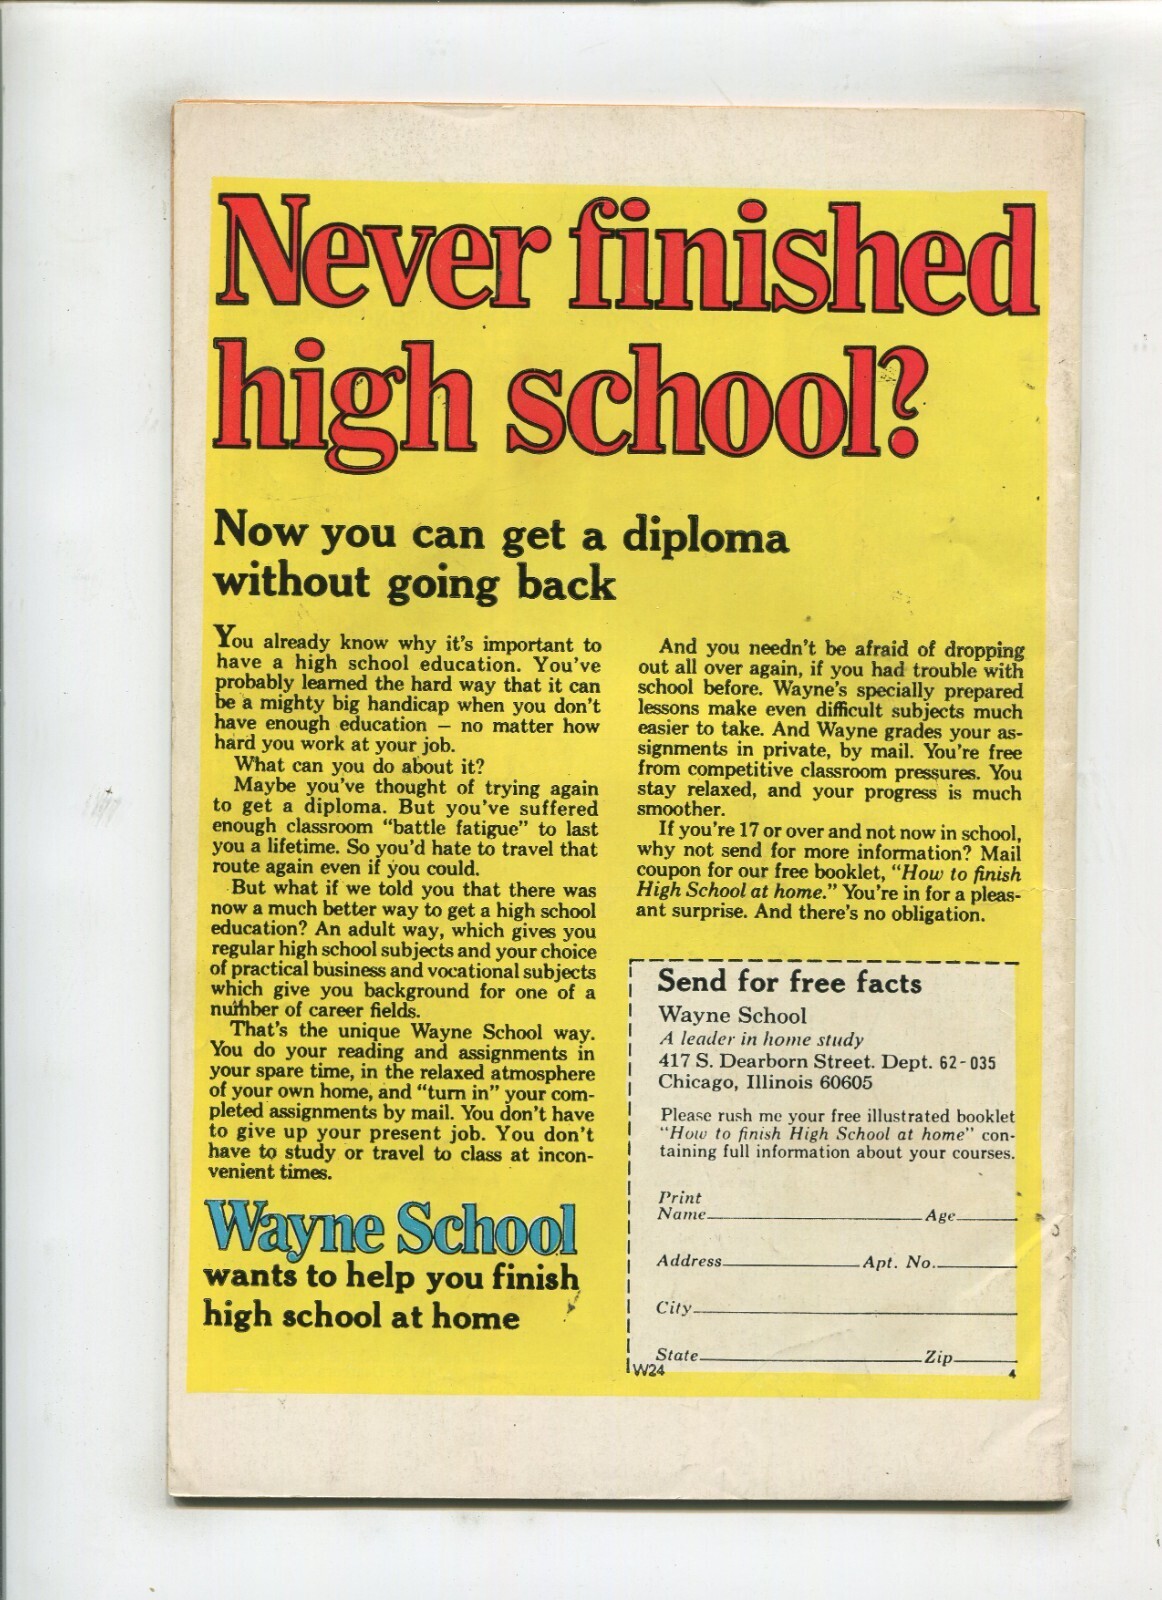 Never finished
high school?
Now you can get a diploma
without going back
You already know why it's important to
have a high school education. You've
probably learned the hard way that it can
be a mighty big handicap when you don't
have enough education — no matter how
hard you work at your job.
What can you do about it?
Maybe you've thought of trying again
to get a diploma. But you've suffered
enough classroom "battle fatigue" to last
you a lifetime. So you'd hate to travel that
route again even if you could.
But what if we told you that there was
now a much better way to get a high school
education? An adult way, which gives you
regular high school subjects and your choice
of practical business and vocational subjects
which give you background for one of a
number of career fields.
That's the unique Wayne School way.
You do your reading and assignments in
your spare time, in the relaxed atmosphere
of your own home, and "turn in" your com-
pleted assignments by mail. You don't have
to give up your present job. You don't
have to study or travel to class at incon-
venient times.
Wayne School
wants to help you finish
high school at home
And you needn't be afraid of dropping
out all over again, if you had trouble with
school before. Wayne's specially prepared
lessons make even difficult subjects much
easier to take. And Wayne grades your as-
signments in private, by mail. You're free
from competitive classroom pressures. You
stay relaxed, and your progress is much
smoother.
If you're 17 or over and not now in school,
why not send for more information? Mail
coupon for our free booklet, "How to finish
High School at home." You're in for a pleas-
ant surprise. And there's no obligation.
Send for free facts
Wayne School
A leader in home study
417 S. Dearborn Street. Dept. 62-035
Chicago, Illinois 60605
Please rush me your free illustrated booklet
"How to finish High School at home" con-
taining full information about your courses.
Print
Name Age
Address Apt. No.
City
State Zip
W24 4